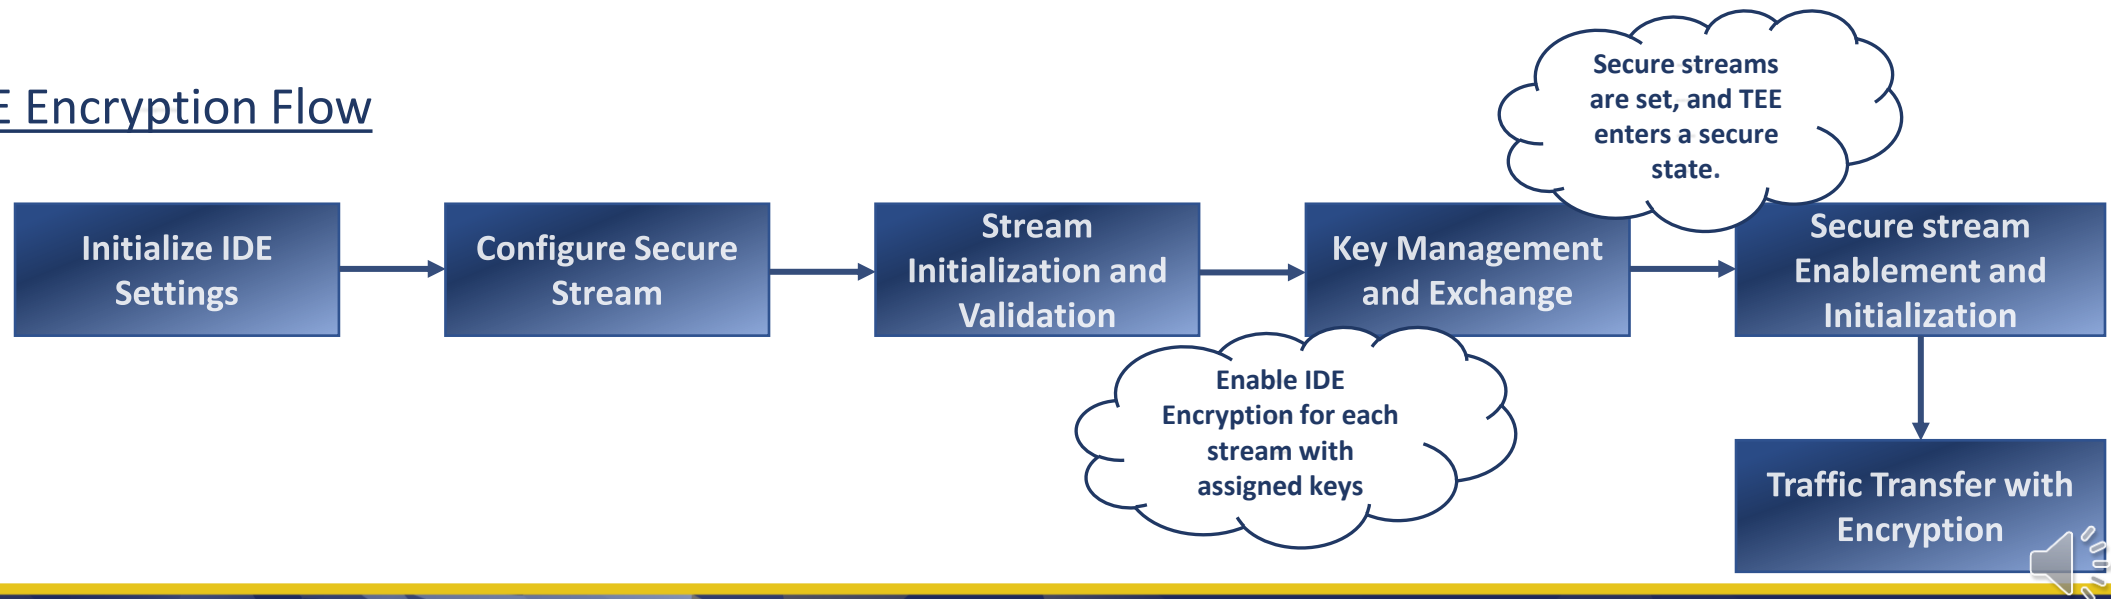 E Encryption Flow
Secure streams
are set, and TEE
enters a secure
state.
Initialize IDE
Settings
Configure Secure
Stream
Stream
Initialization and
Validation
Key Management
and Exchange
Secure stream
Enablement and
Initialization
Enable IDE
Encryption for each
stream with
assigned keys
Traffic Transfer with
Encryption